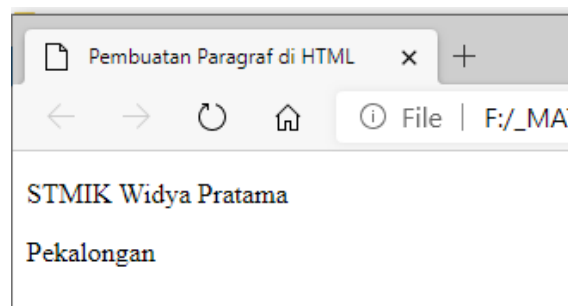 Pembuatan Paragraf di HTML
File | F:/_MA
STMIK Widya Pratama
Pekalongan